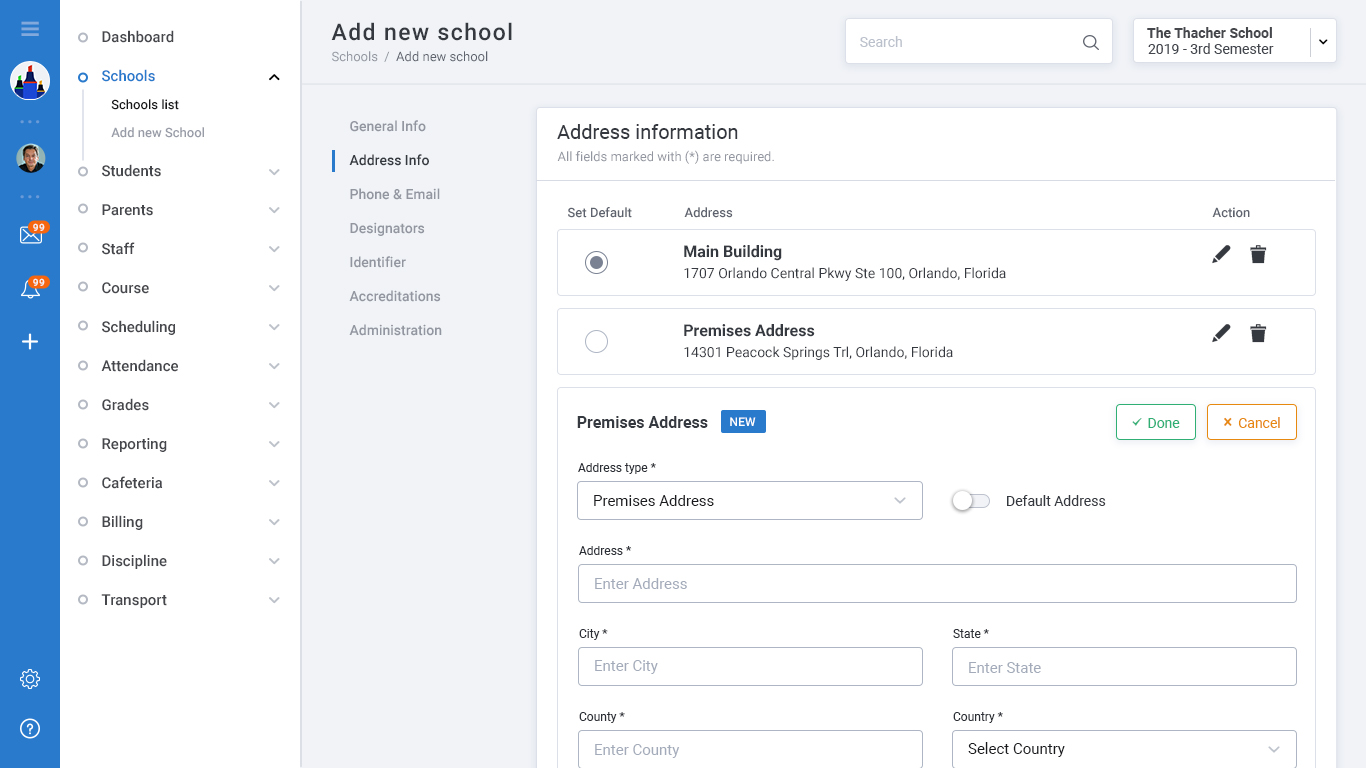 Dashboard
Schools
Schools list
Add new School
Students
Parents
Staff
Course
Scheduling
Attendance
Grades
Reporting
Cafeteria
Billing
Discipline
Transport
99
99
Add new school
Schools / Add new school
Search
The Thacher School
2019 - 3rd Semester
General Info
Address Info
Phone & Email
Designators
Identifier
Accreditations
Administration
Address information
All fields marked with (*) are required.
Set Default Address Action
Main Building
1707 Orlando Central Pkwy Ste 100, Orlando, Florida
Premises Address
14301 Peacock Springs Trl, Orlando, Florida
Premises Address NEW Done Cancel
Address type *
Premises Address Default Address
Address *
Enter Address
City * State *
Enter City Enter State
County * Country *
Enter County Select Country